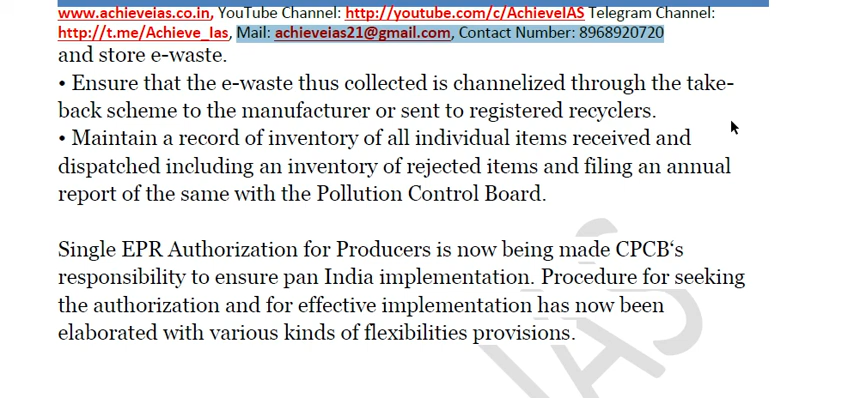 www.achieveias.co.in, YouTube Channel: http://youtube.com/c/AchieveIAS Telegram Channel:
http://t.me/Achieve_Ias, Mail: achieveias21@gmail.com, Contact Number: 8968920720
and store e-waste.
• Ensure that the e-waste thus collected is channelized through the take-
back scheme to the manufacturer or sent to registered recyclers.
• Maintain a record of inventory of all individual items received and
dispatched including an inventory of rejected items and filing an annual
report of the same with the Pollution Control Board.
Single EPR Authorization for Producers is now being made CPCB‘s
responsibility to ensure pan India implementation. Procedure for seeking
the authorization and for effective implementation has now been
elaborated with various kinds of flexibilities provisions.
IAS